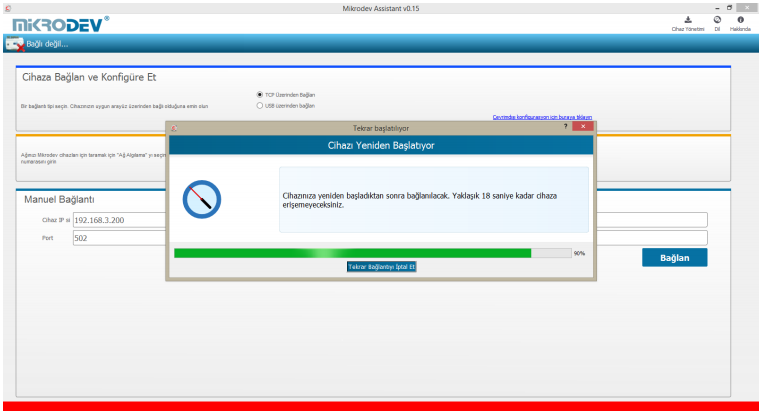 Mikrodev Assistant v0.15
MİKRODEV®
Cihaz Yönetimi Dil Hakkında
Bağlı değil...
Cihaza Bağlan ve Konfigüre Et
TCP Üzerinden Bağlan
Bir bağlantı tipi seçin. Cihazınızın uygun arayüz üzerinden bağlı olduğuna emin olun
USB üzerinden bağlan
Çevrimdışı konfigurasyon için buraya tıklayın
Tekrar başlatılıyor
?
Cihazı Yeniden Başlatıyor
Ağınızı Mikrodev cihazları için taramak için "Ağ Algılama" yı seçin
numarasını girin
Cihazınıza yeniden başladıktan sonra bağlanılacak. Yaklaşık 18 saniye kadar cihaza
erişemeyeceksiniz.
Manuel Bağlantı
Cihaz IP si 192.168.3.200
Port 502
90%
Tekrar Bağlantıyı İptal Et
Bağlan